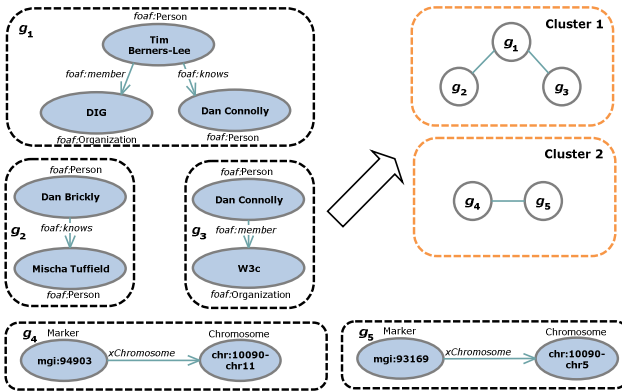 g1
foaf:Person
Tim
Berners-Lee
foaf:member
foaf:knows
DIG
Dan Connolly
foaf:Organization
foaf:Person
g2
foaf:Person
Dan Brickly
foaf:knows
Mischa Tuffield
foaf:Person
g3
foaf:Person
Dan Connolly
foaf:member
W3c
foaf:Organization
g4
Marker
mgi:94903
xChromosome
Chromosome
chr:10090-
chr11
g5
Marker
mgi:93169
xChromosome
Chromosome
chr:10090-
chr5
Cluster 1
g1
g2
g3
Cluster 2
g4
g5